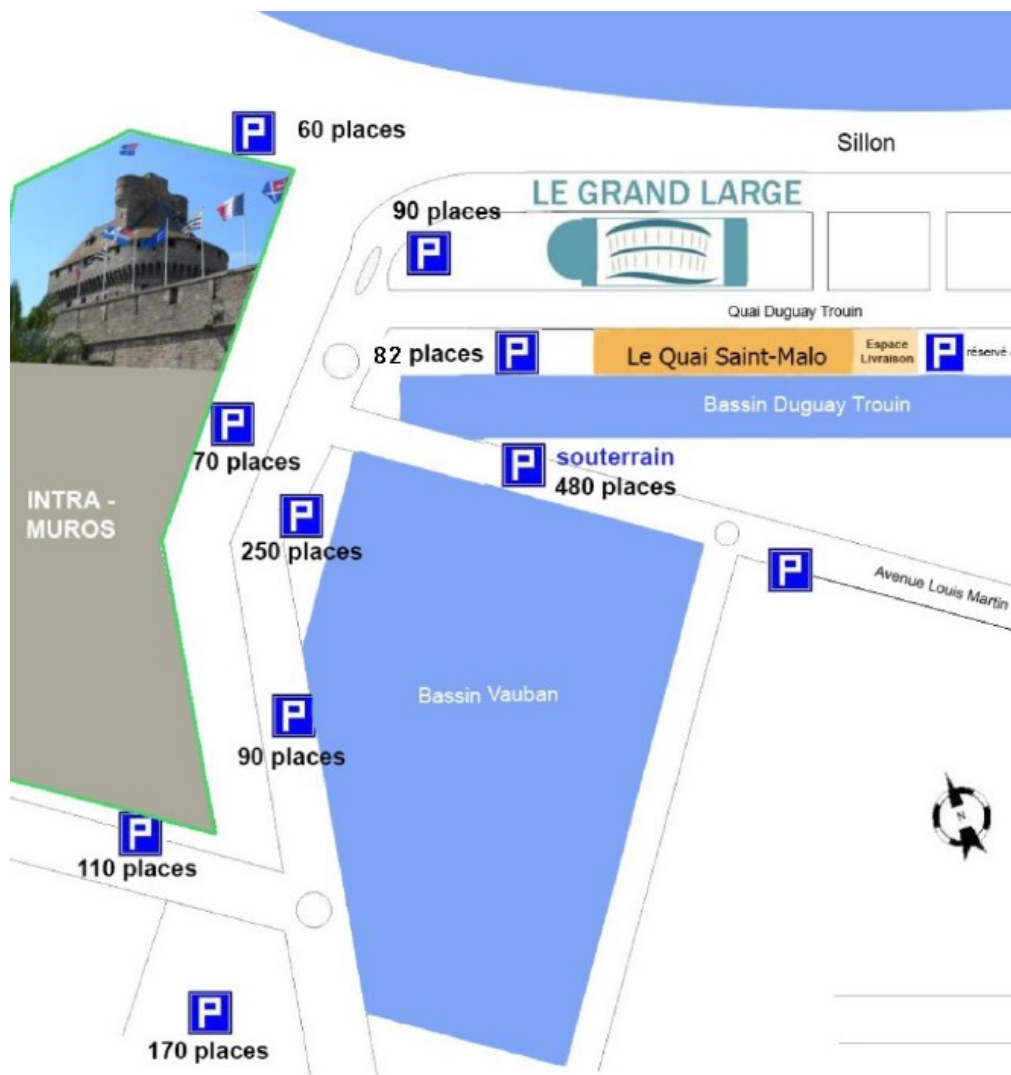 P 60 places
Sillon
LE GRAND LARGE
90 places
P
Quai Duguay Trouin
82 places P
Le Quai Saint-Malo
Espace
Livraison
P réservé
Bassin Duguay Trouin
P
70 places
P souterrain
480 places
INTRA -
MUROS
P
250 places
P
Avenue Louis Martin
Bassin Vauban
P
90 places
N
P
110 places
P
170 places